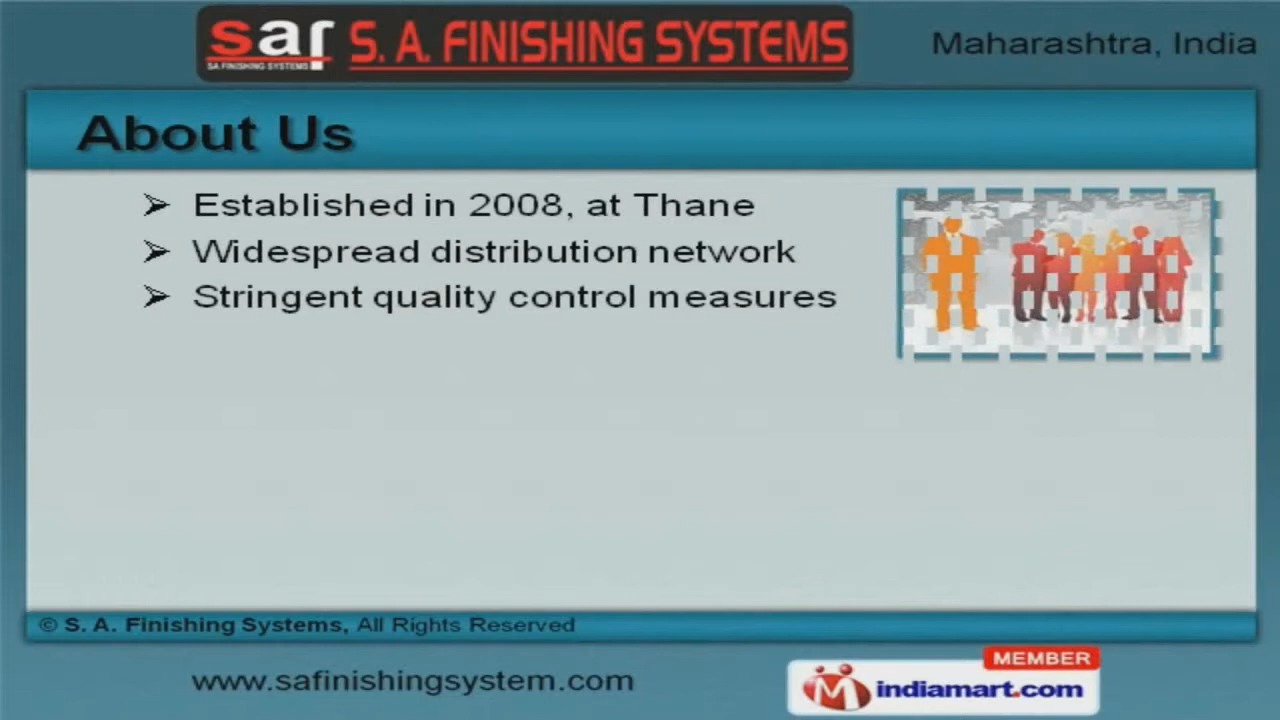 sar
SA FINISHING SYSTEMS
S. A. FINISHING SYSTEMS
Maharashtra, India
About Us
Established in 2008, at Thane
Widespread distribution network
Stringent quality control measures
© S. A. Finishing Systems, All Rights Reserved
www.safinishingsystem.com
MEMBER
indiamart.com